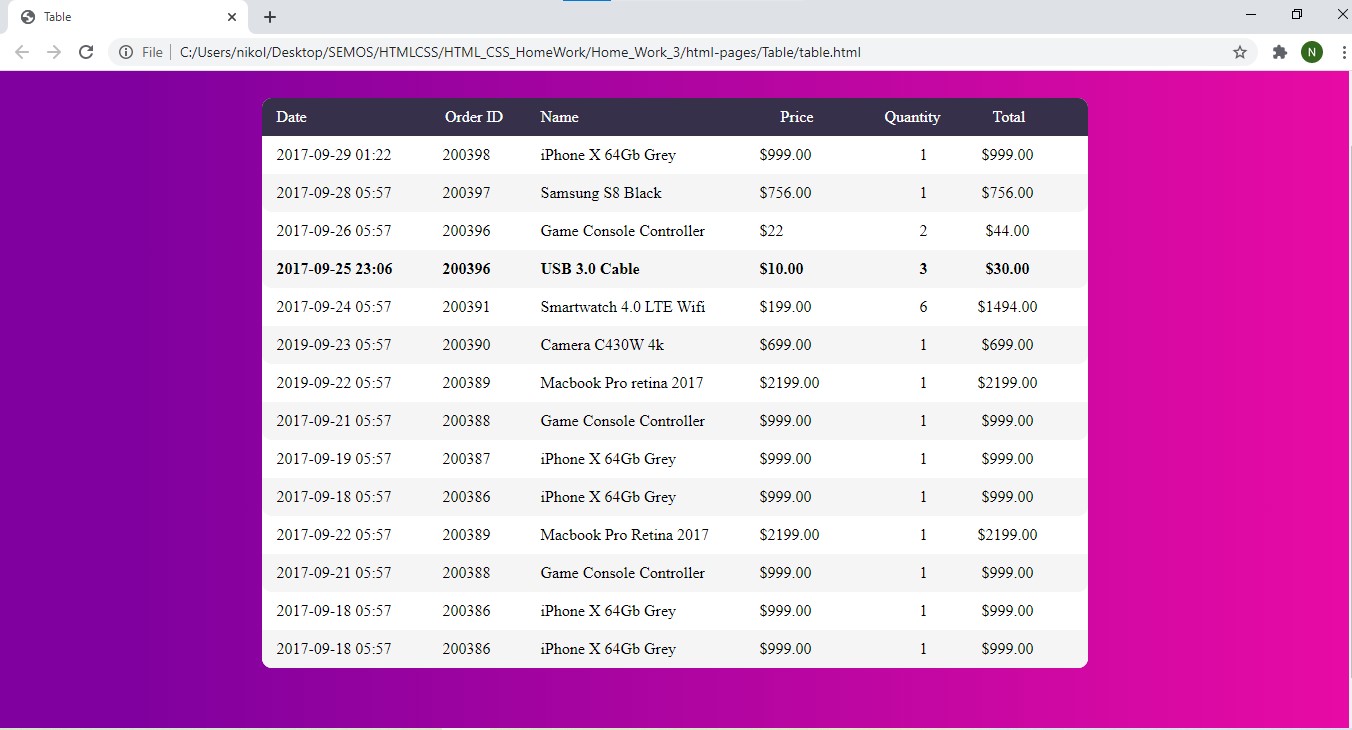 Table
File C:/Users/nikol/Desktop/SEMOS/HTMLCSS/HTML_CSS_HomeWork/Home_Work_3/html-pages/Table/table.html N
Date Order ID Name Price Quantity Total
2017-09-29 01:22 200398 iPhone X 64Gb Grey $999.00 1 $999.00
2017-09-28 05:57 200397 Samsung S8 Black $756.00 1 $756.00
2017-09-26 05:57 200396 Game Console Controller $22 2 $44.00
2017-09-25 23:06 200396 USB 3.0 Cable $10.00 3 $30.00
2017-09-24 05:57 200391 Smartwatch 4.0 LTE Wifi $199.00 6 $1494.00
2019-09-23 05:57 200390 Camera C430W 4k $699.00 1 $699.00
2019-09-22 05:57 200389 Macbook Pro retina 2017 $2199.00 1 $2199.00
2017-09-21 05:57 200388 Game Console Controller $999.00 1 $999.00
2017-09-19 05:57 200387 iPhone X 64Gb Grey $999.00 1 $999.00
2017-09-18 05:57 200386 iPhone X 64Gb Grey $999.00 1 $999.00
2017-09-22 05:57 200389 Macbook Pro Retina 2017 $2199.00 1 $2199.00
2017-09-21 05:57 200388 Game Console Controller $999.00 1 $999.00
2017-09-18 05:57 200386 iPhone X 64Gb Grey $999.00 1 $999.00
2017-09-18 05:57 200386 iPhone X 64Gb Grey $999.00 1 $999.00